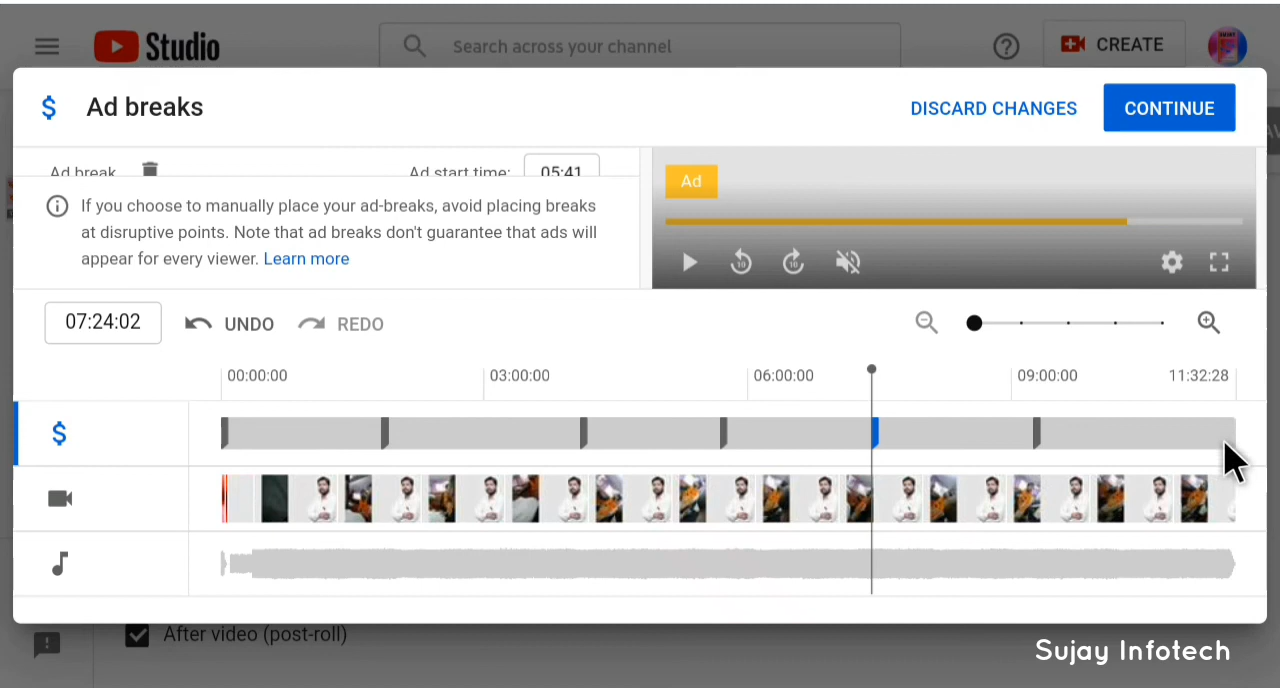 Studio
Search across your channel
CREATE
Ad breaks
DISCARD CHANGES
CONTINUE
Ad break
Ad start time:
05:41
Ad
If you choose to manually place your ad-breaks, avoid placing breaks
at disruptive points. Note that ad breaks don't guarantee that ads will
appear for every viewer. Learn more
10
10
07:24:02
UNDO
REDO
00:00:00
03:00:00
06:00:00
09:00:00
11:32:28
$
After video (post-roll)
Sujay Infotech